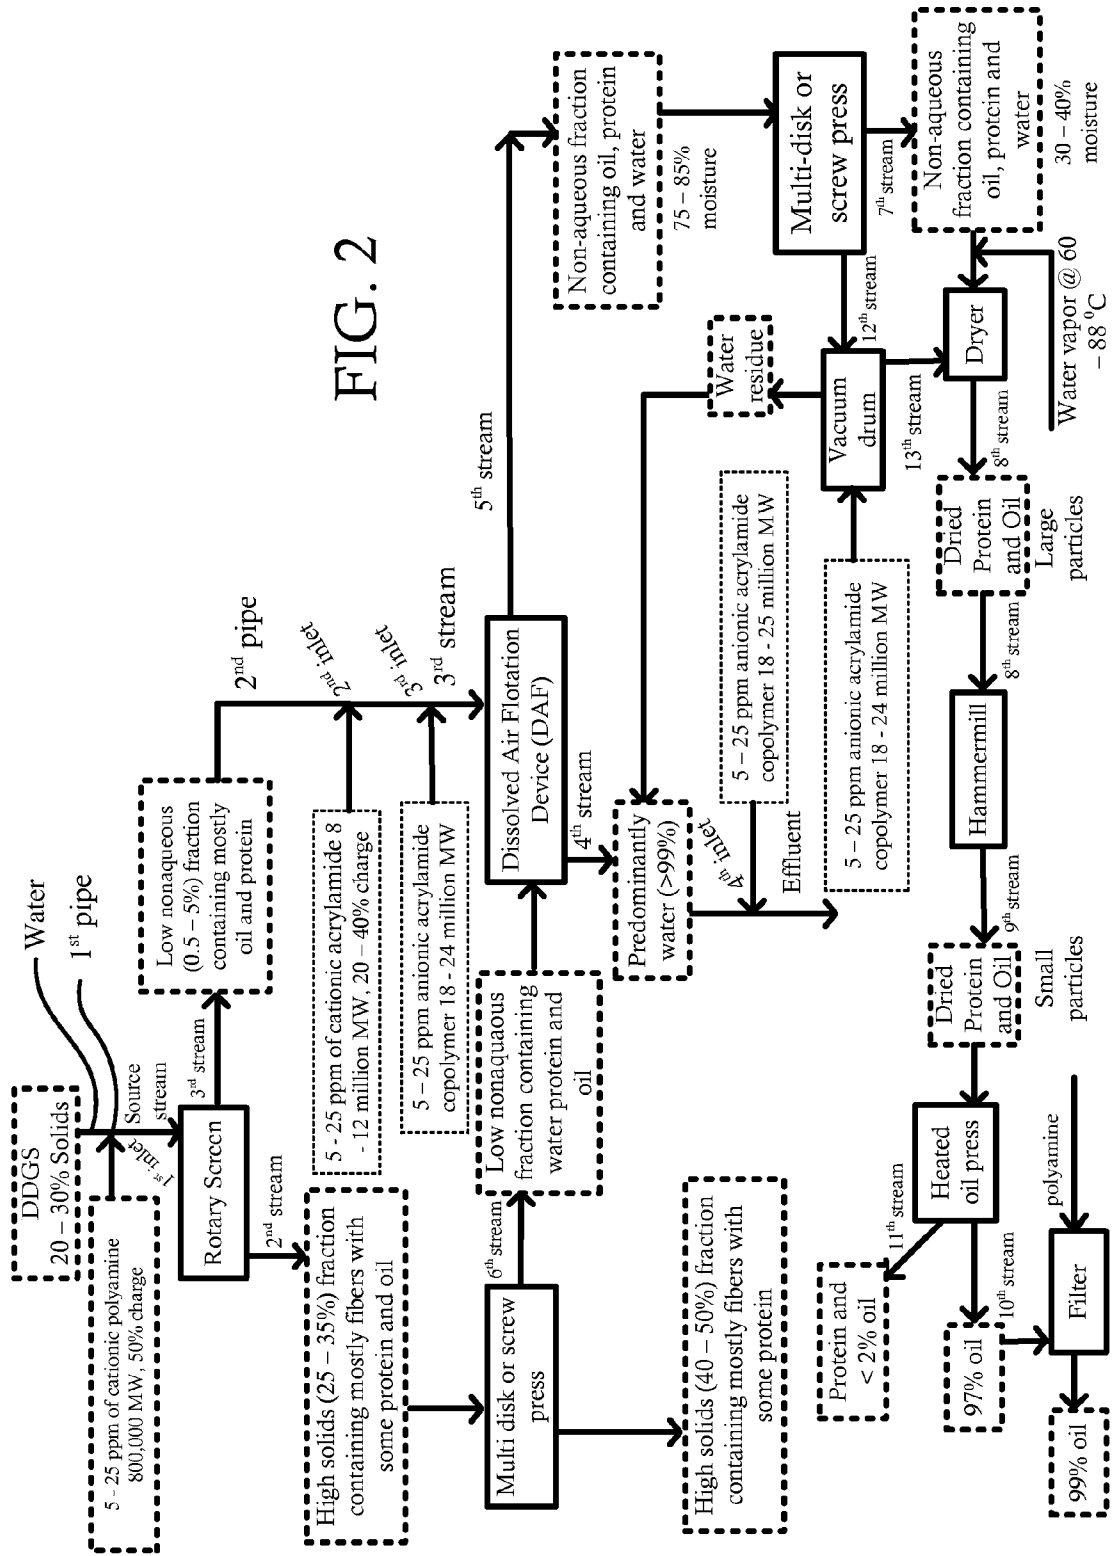 FIG. 2
DDGS
20 – 30% Solids
Water
1st pipe
Source
stream
1st inlet
5 - 25 ppm of cationic polyamine
800,000 MW, 50% charge
Rotary Screen
3rd stream
2nd stream
Low nonaqueous
(0.5 – 5%) fraction
containing mostly
oil and protein
2nd pipe
2nd inlet
3rd inlet
3rd stream
5 - 25 ppm of cationic acrylamide 8
- 12 million MW, 20 – 40% charge
5 – 25 ppm anionic acrylamide
copolymer 18 - 24 million MW
High solids (25 – 35%) fraction
containing mostly fibers with
some protein and oil
Multi disk or screw
press
6th stream
Low nonaquaous
fraction containing
water protein and
oil
Dissolved Air Flotation
Device (DAF)
5th stream
4th stream
High solids (40 – 50%) fraction
containing mostly fibers with
some protein
Predominantly
water (>99%)
4th inlet
Effluent
5 – 25 ppm anionic acrylamide
copolymer 18 - 25 million MW
Water
residue
Non-aqueous fraction
containing oil, protein
and water
75 – 85%
moisture
Multi-disk or
screw press
7th stream
12th stream
Vacuum
drum
13th stream
5 – 25 ppm anionic acrylamide
copolymer 18 - 24 million MW
Non-aqueous
fraction containing
oil, protein and
water
30 – 40%
moisture
Dryer
Water vapor @ 60
– 88 °C
8th stream
Dried
Protein
and Oil
Large
particles
8th stream
Hammermill
9th stream
Dried
Protein
and Oil
Small
particles
Heated
oil press
11th stream
Protein and
< 2% oil
10th stream
97% oil
polyamine
Filter
99% oil